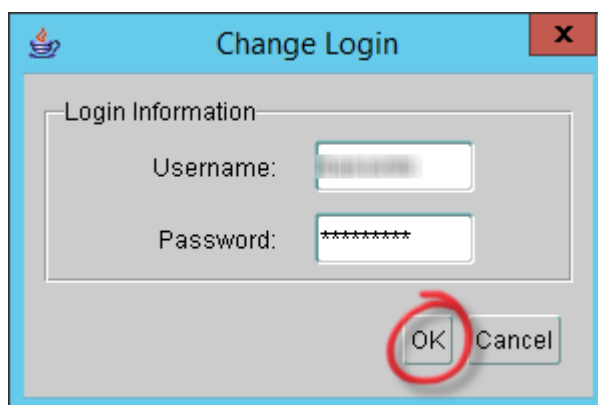 Change Login
x
Login Information
Username:
Password: *********
OK Cancel